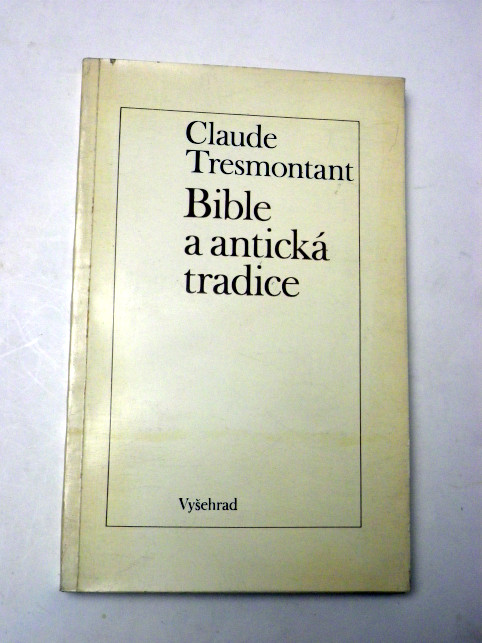 Claude
Tresmontant
Bible
a antická
tradice
Vyšehrad